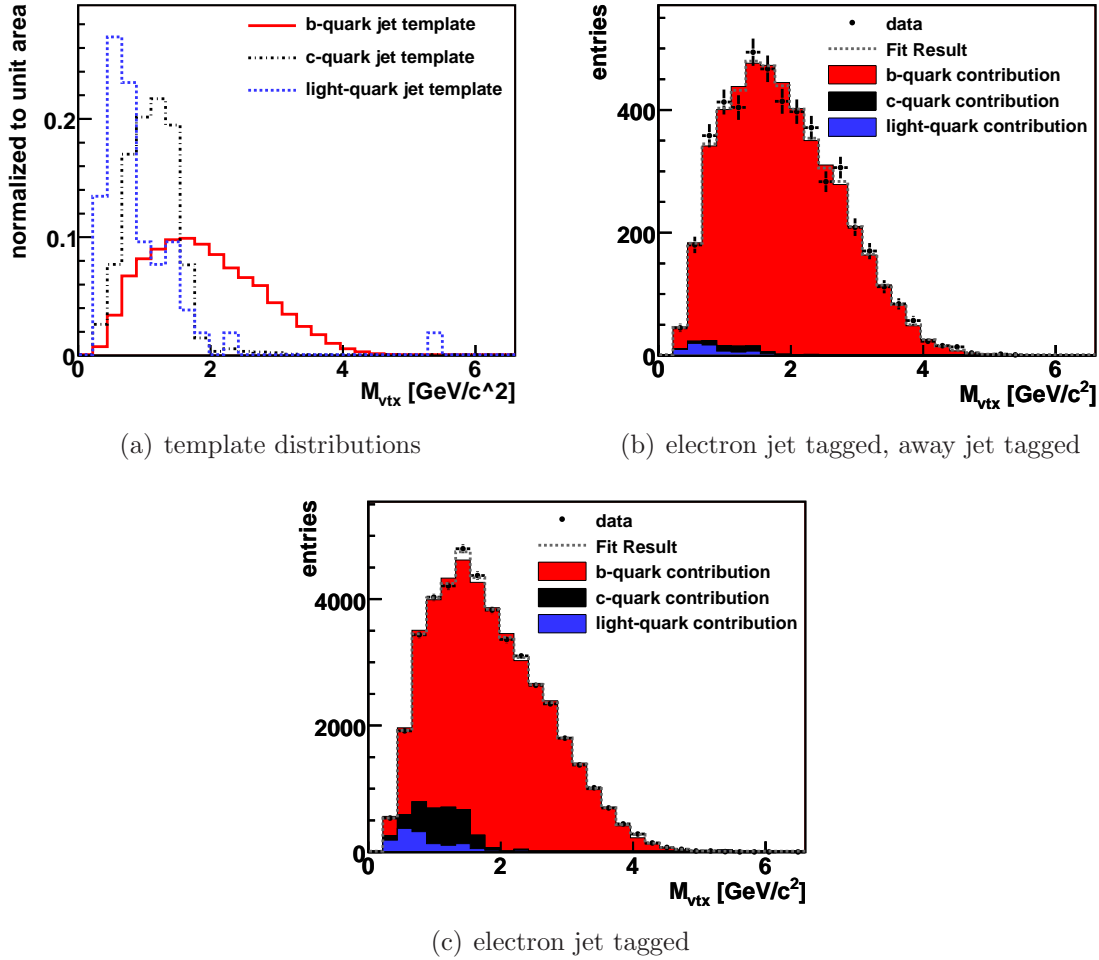 normalized to unit area
b-quark jet template
c-quark jet template
light-quark jet template
0.2
0.1
0
0 2 4 6
M_vtx [GeV/c^2]
(a) template distributions
entries
data
Fit Result
b-quark contribution
c-quark contribution
light-quark contribution
400
200
0
0 2 4 6
M_vtx [GeV/c²]
(b) electron jet tagged, away jet tagged
entries
data
Fit Result
b-quark contribution
c-quark contribution
light-quark contribution
4000
2000
0
0 2 4 6
M_vtx [GeV/c²]
(c) electron jet tagged